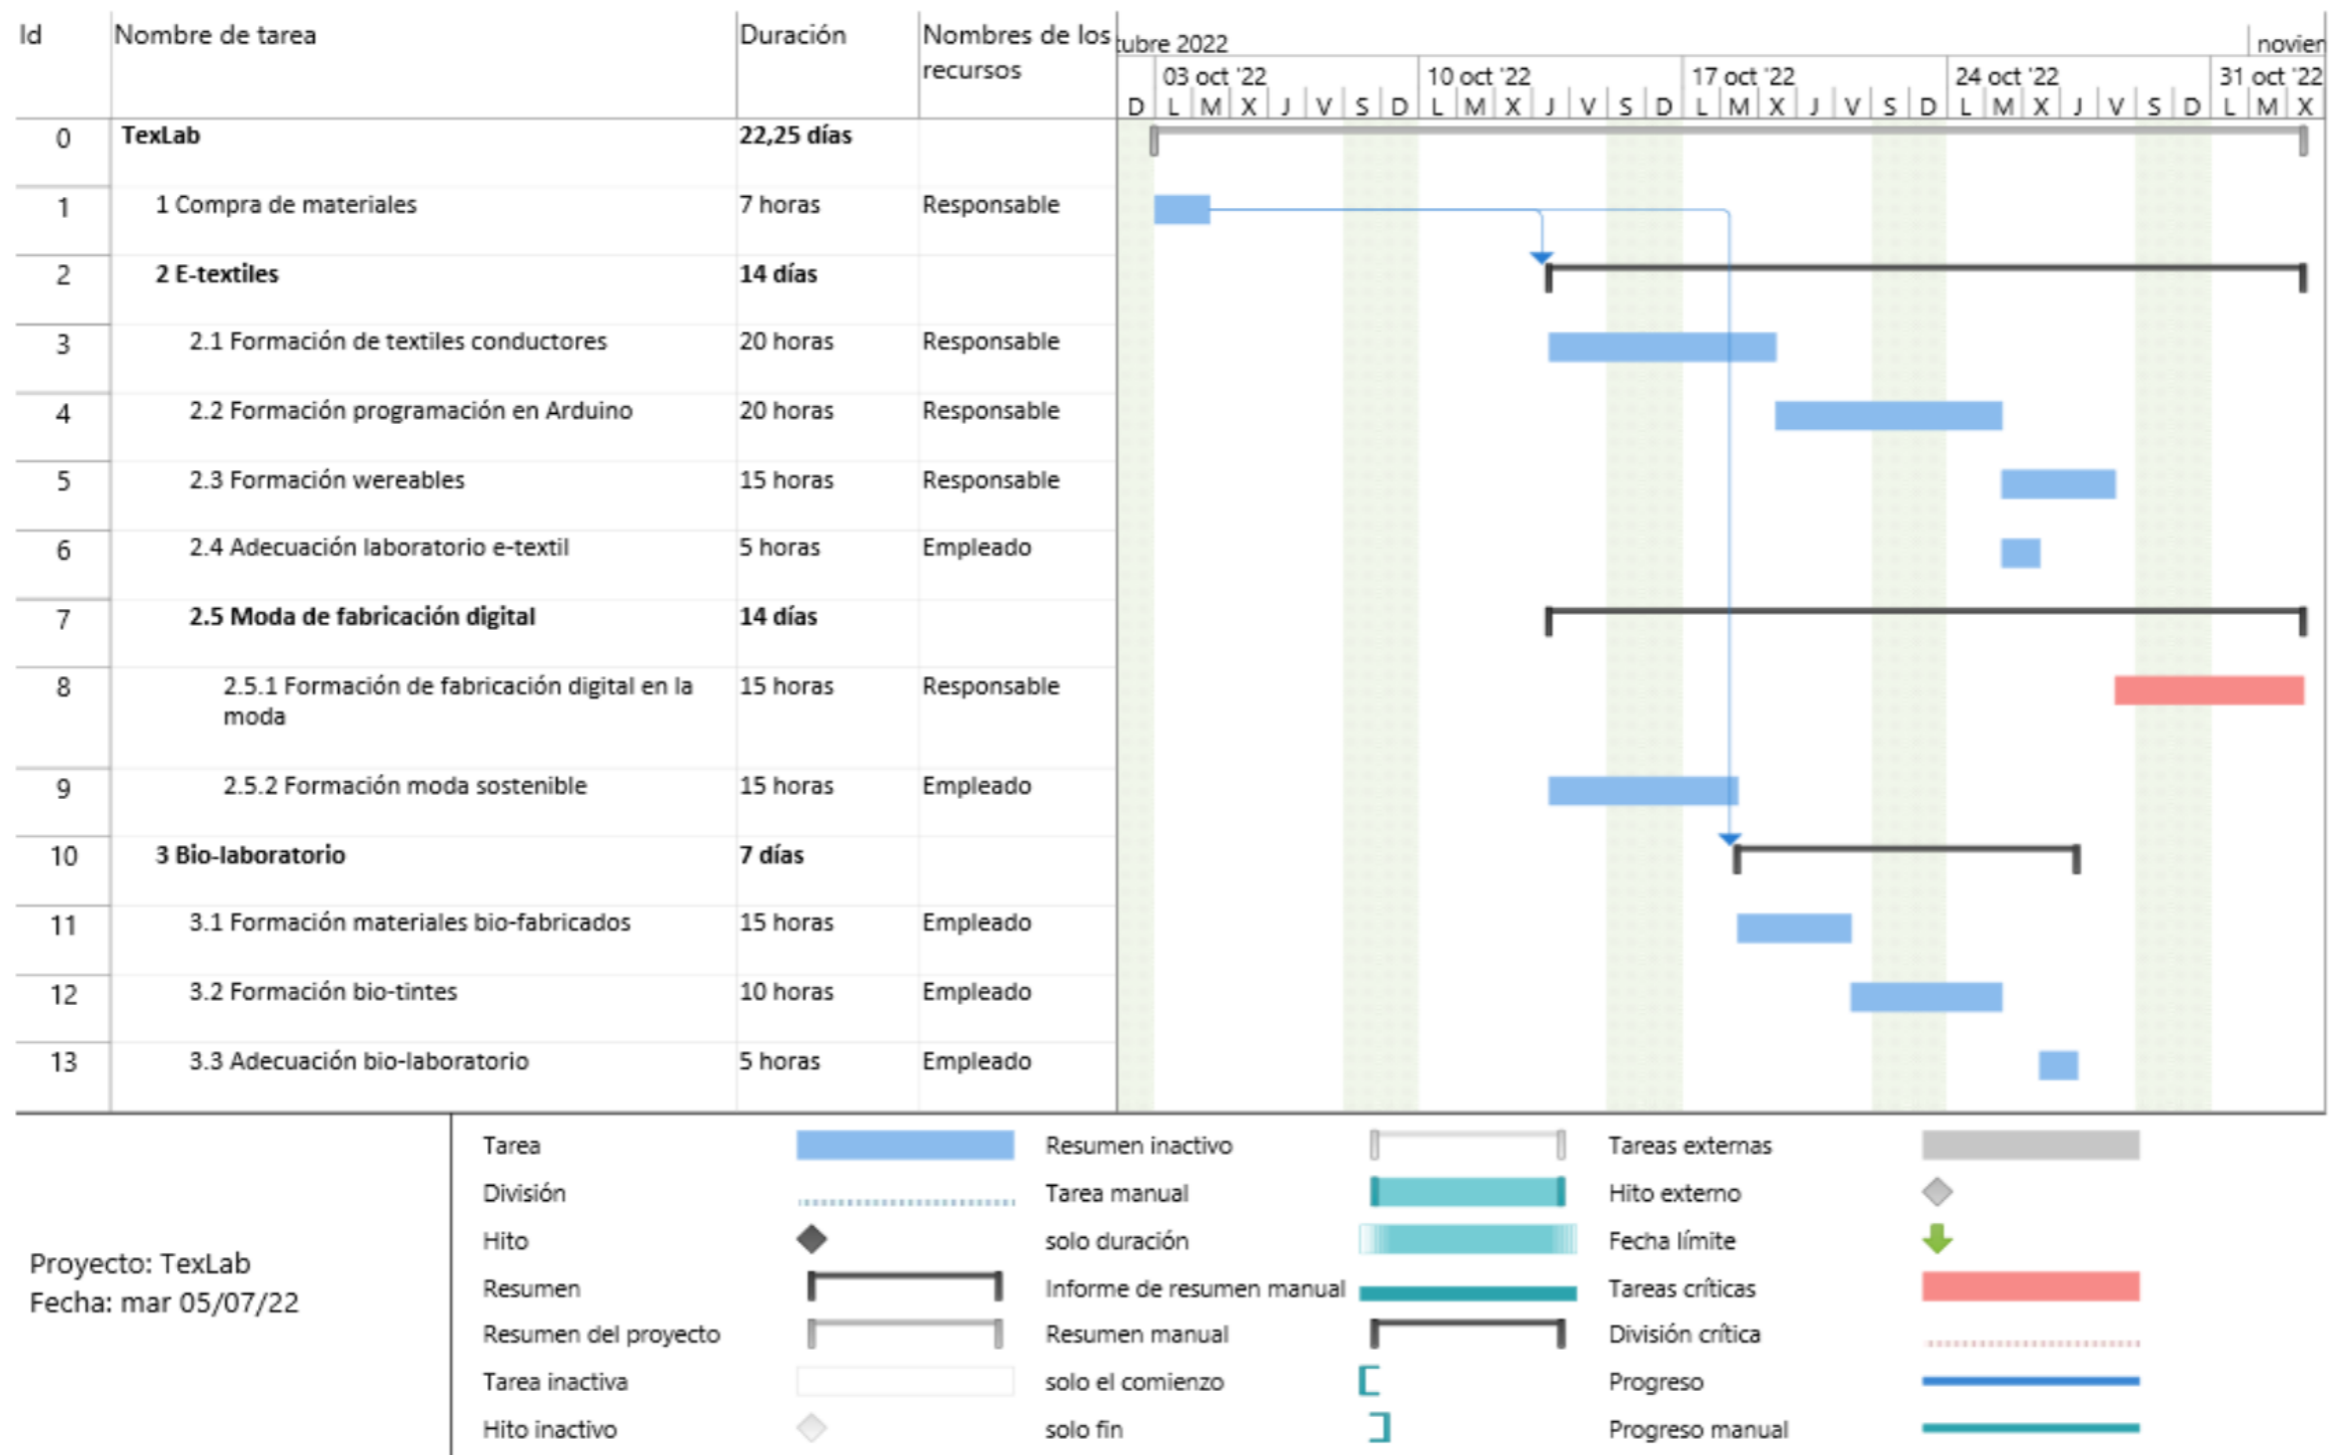 Id Nombre de tarea Duración Nombres de los recursos
tubre 2022 novien
03 oct '22 10 oct '22 17 oct '22 24 oct '22 31 oct '22
D L M X J V S D L M X J V S D L M X J V S D L M X J V S D L M X
0 TexLab 22,25 días
1 1 Compra de materiales 7 horas Responsable
2 2 E-textiles 14 días
3 2.1 Formación de textiles conductores 20 horas Responsable
4 2.2 Formación programación en Arduino 20 horas Responsable
5 2.3 Formación wereables 15 horas Responsable
6 2.4 Adecuación laboratorio e-textil 5 horas Empleado
7 2.5 Moda de fabricación digital 14 días
8 2.5.1 Formación de fabricación digital en la moda 15 horas Responsable
9 2.5.2 Formación moda sostenible 15 horas Empleado
10 3 Bio-laboratorio 7 días
11 3.1 Formación materiales bio-fabricados 15 horas Empleado
12 3.2 Formación bio-tintes 10 horas Empleado
13 3.3 Adecuación bio-laboratorio 5 horas Empleado
Proyecto: TexLab
Fecha: mar 05/07/22
Tarea Resumen inactivo Tareas externas
División Tarea manual Hito externo
Hito solo duración Fecha límite
Resumen Informe de resumen manual Tareas críticas
Resumen del proyecto Resumen manual División crítica
Tarea inactiva solo el comienzo Progreso
Hito inactivo solo fin Progreso manual